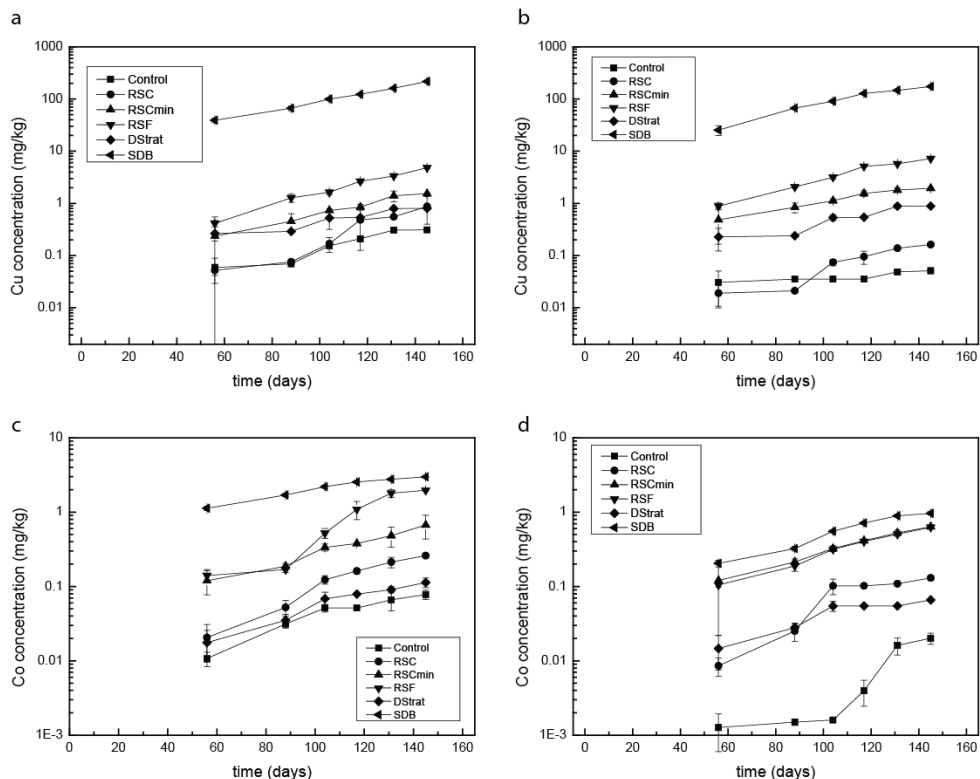 a
1000
100
10
1
0.1
0.01
Cu concentration (mg/kg)
Control
RSC
RSCmin
RSF
DStrat
SDB
0 20 40 60 80 100 120 140 160
time (days)
b
1000
100
10
1
0.1
0.01
Cu concentration (mg/kg)
Control
RSC
RSCmin
RSF
DStrat
SDB
0 20 40 60 80 100 120 140 160
time (days)
c
10
1
0.1
0.01
1E-3
Co concentration (mg/kg)
Control
RSC
RSCmin
RSF
DStrat
SDB
0 20 40 60 80 100 120 140 160
time (days)
d
10
1
0.1
0.01
1E-3
Co concentration (mg/kg)
Control
RSC
RSCmin
RSF
DStrat
SDB
0 20 40 60 80 100 120 140 160
time (days)